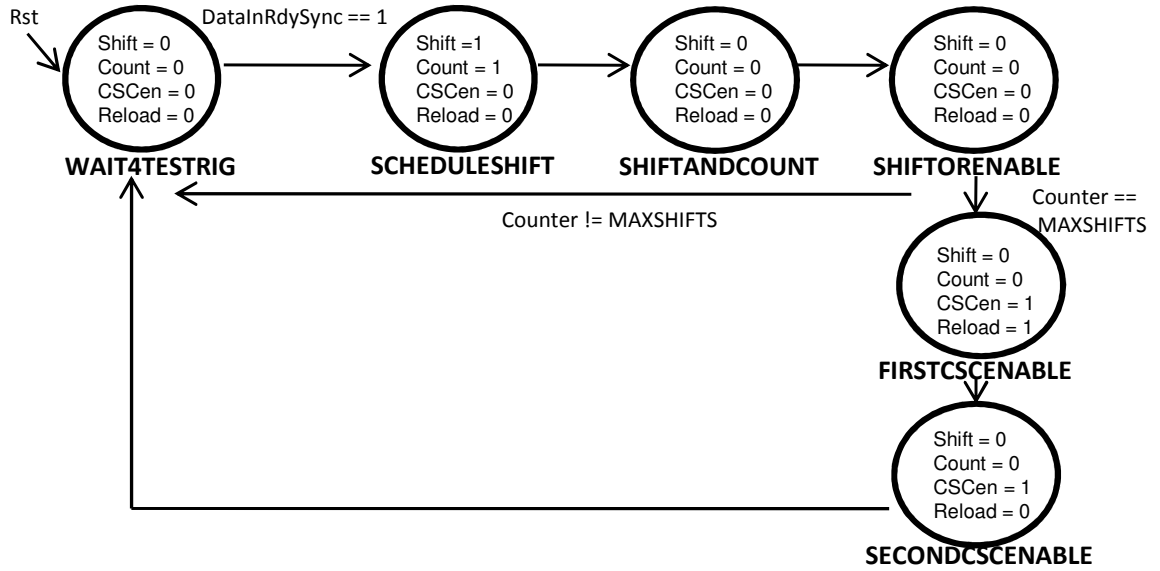 Rst
DataInRdySync == 1
Shift = 0
Count = 0
CSCen = 0
Reload = 0
WAIT4TESTRIG
Shift =1
Count = 1
CSCen = 0
Reload = 0
SCHEDULESHIFT
Shift = 0
Count = 0
CSCen = 0
Reload = 0
SHIFTANDCOUNT
Shift = 0
Count = 0
CSCen = 0
Reload = 0
SHIFTORENABLE
Counter != MAXSHIFTS
Counter ==
MAXSHIFTS
Shift = 0
Count = 0
CSCen = 1
Reload = 1
FIRSTCSCENABLE
Shift = 0
Count = 0
CSCen = 1
Reload = 0
SECONDCSCENABLE